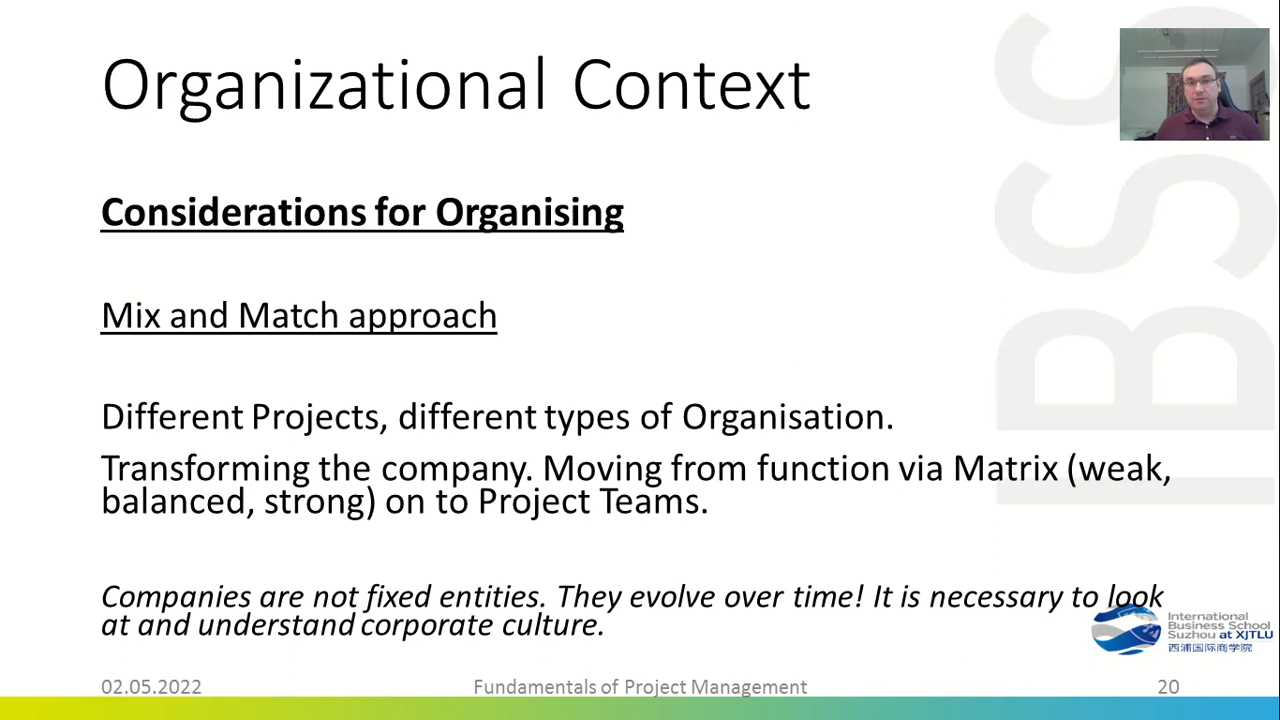 Organizational Context
Considerations for Organising
Mix and Match approach
Different Projects, different types of Organisation.
Transforming the company. Moving from function via Matrix (weak,
balanced, strong) on to Project Teams.
Companies are not fixed entities. They evolve over time! It is necessary to look
at and understand corporate culture.
International
Business School
Suzhou at XJTLU
西浦国际商学院
02.05.2022
Fundamentals of Project Management
20
IBSS